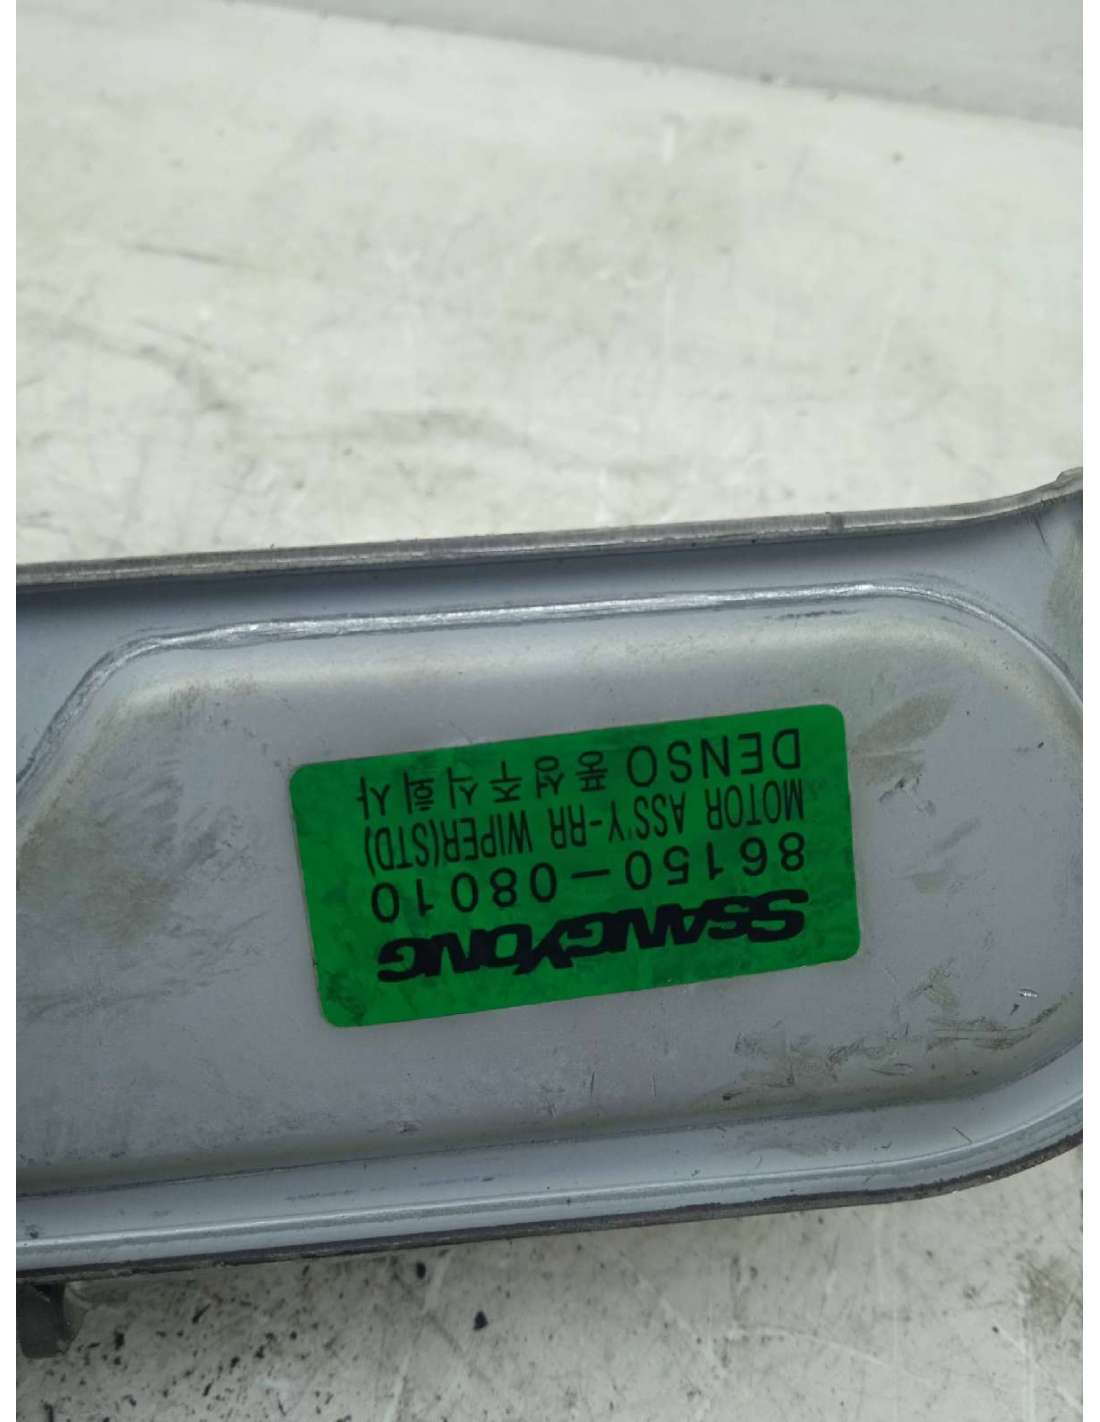 SSANGYONG
86150-08010
MOTOR ASS'Y-RR WIPER(STD)
DENSO 풍성주식회사